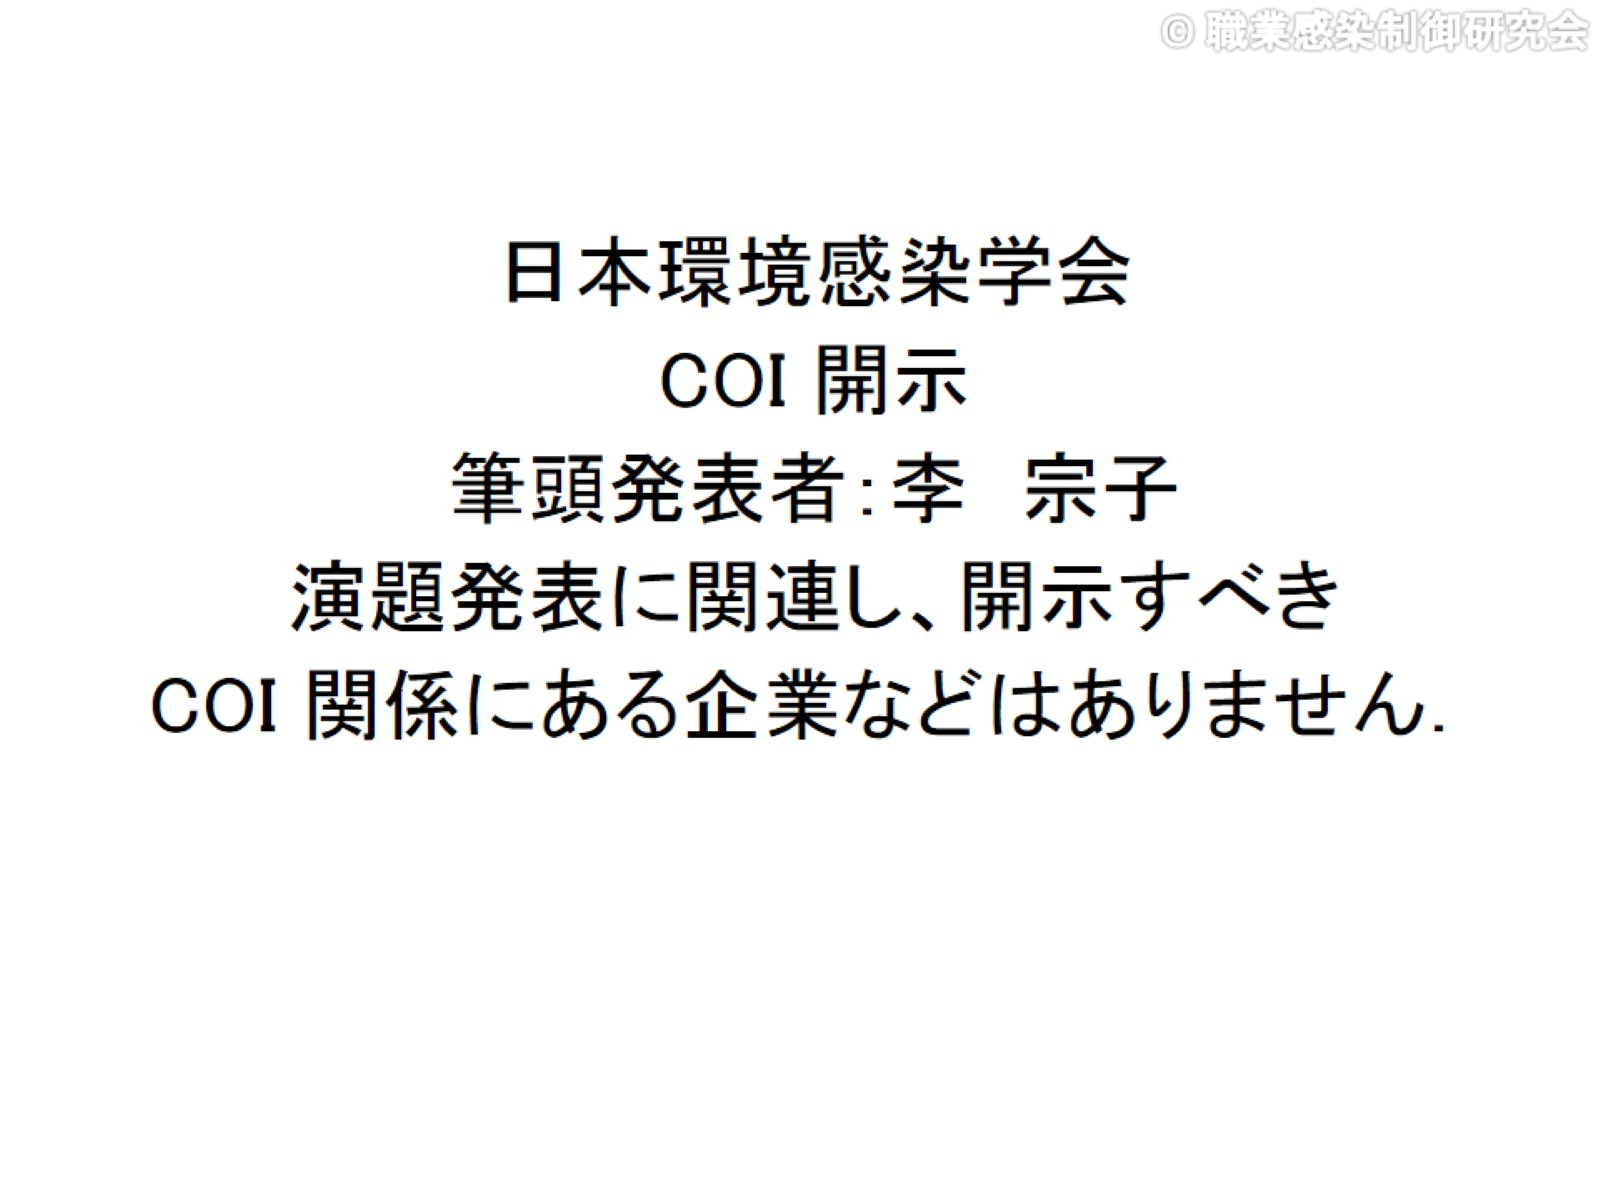 © 職業感染制御研究会
日本環境感染学会
COI 開示
筆頭発表者：李　宗子
演題発表に関連し、開示すべき
COI 関係にある企業などはありません．